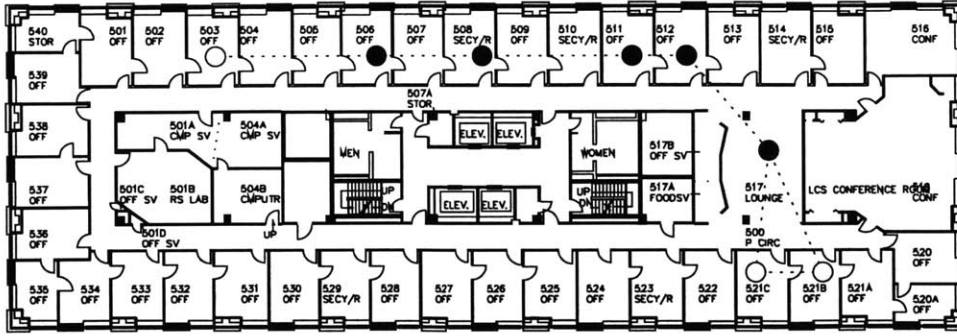 540
STOR
501
OFF
502
OFF
503
OFF
504
OFF
505
OFF
506
OFF
507
OFF
508
SECY/R
509
OFF
510
SECY/R
511
OFF
512
OFF
513
OFF
514
SECY/R
515
OFF
516
CONF
539
OFF
538
OFF
537
OFF
536
OFF
507A
STOR
501A
CMP SV
504A
CMP SV
MEN
ELEV.
ELEV.
WOMEN
517B
OFF SV
501C
OFF SV
501B
RS LAB
504B
CMPUTR
UP
DN
ELEV.
ELEV.
UP
DN
517A
FOODSV
517
LOUNGE
LCS CONFERENCE ROOM
CONF
501D
OFF SV
UP
500
P CIRC
520
OFF
535
OFF
534
OFF
533
OFF
532
OFF
531
OFF
530
OFF
529
SECY/R
528
OFF
527
OFF
526
OFF
525
OFF
524
OFF
523
SECY/R
522
OFF
521C
OFF
521B
OFF
521A
OFF
520A
OFF